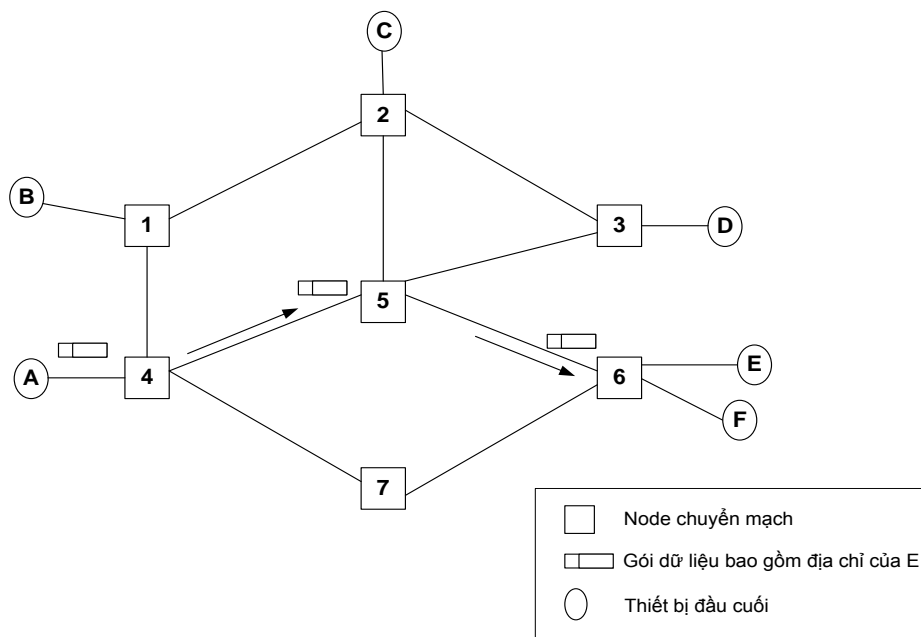 C
2
B
1
3
D
5
A
4
6
E
F
7
Node chuyển mạch
Gói dữ liệu bao gồm địa chỉ của E
Thiết bị đầu cuối